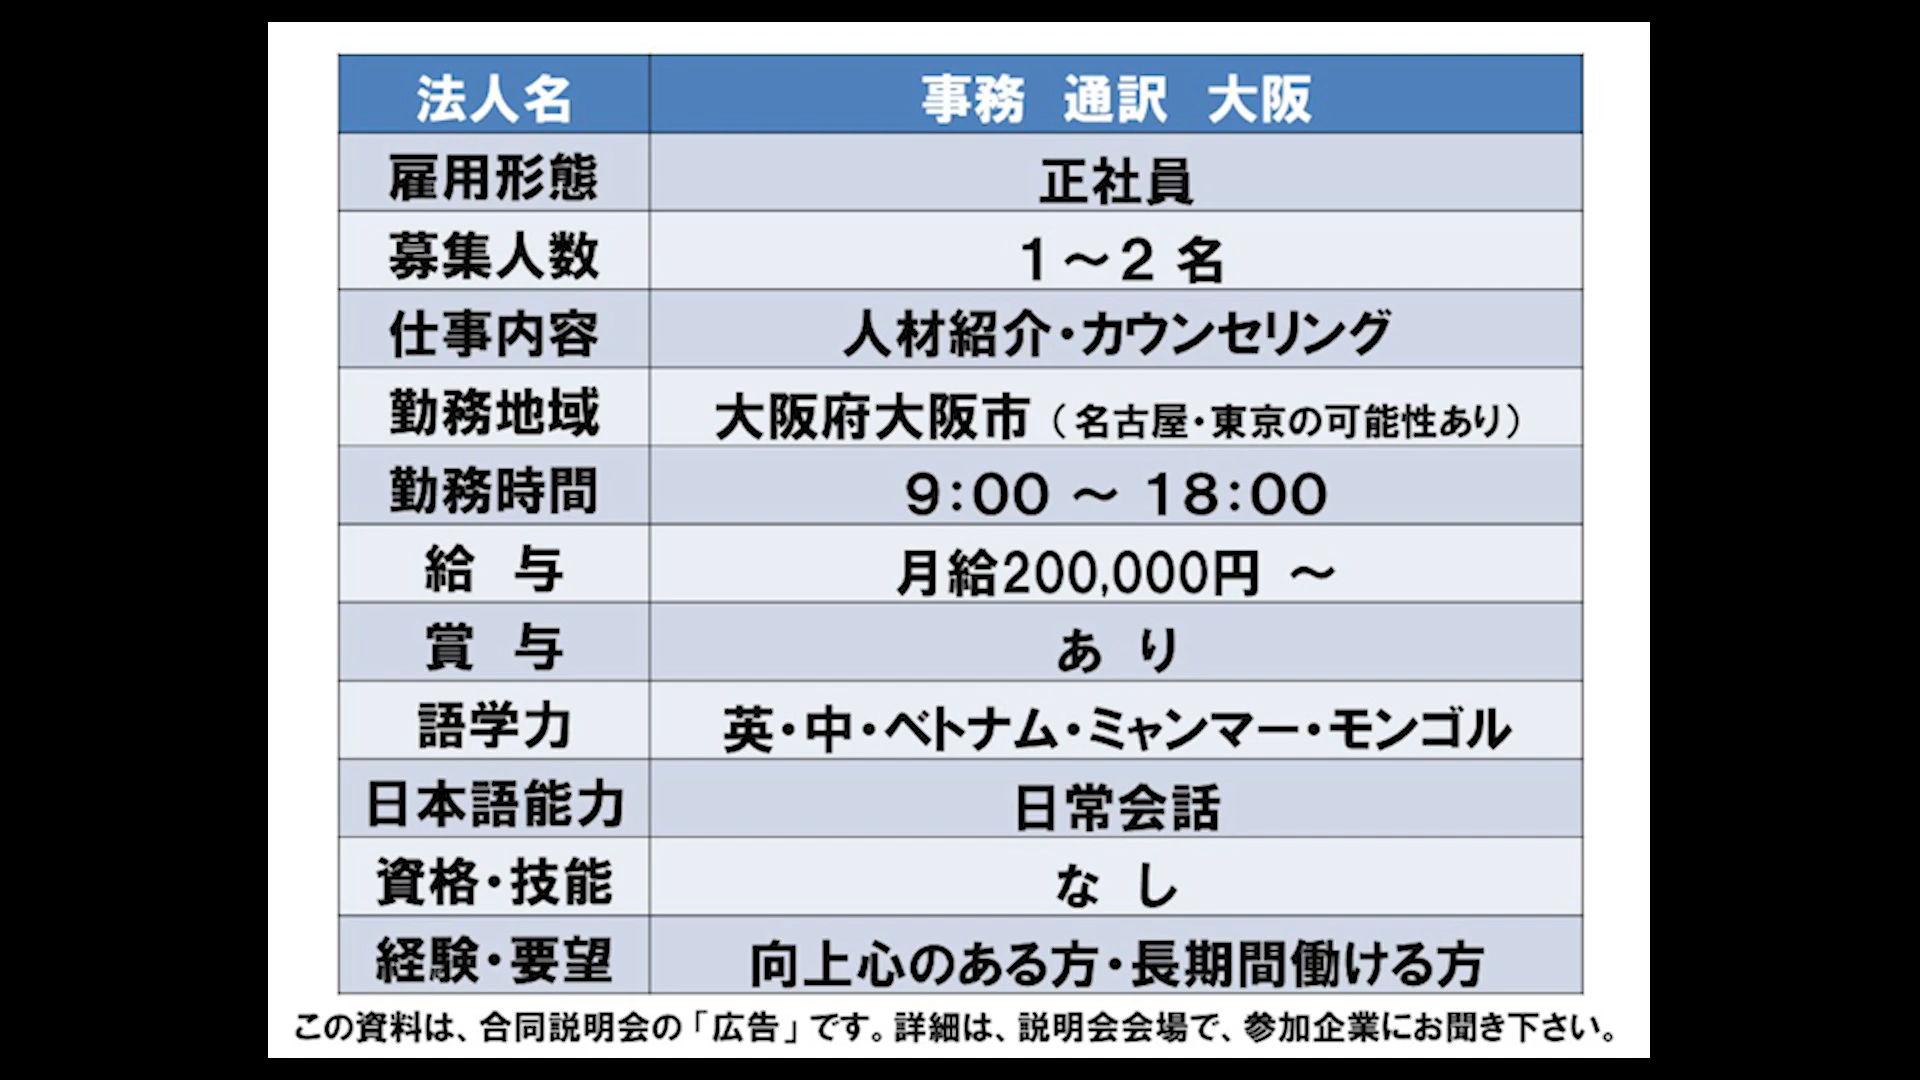 法人名 事務 通訳 大阪
雇用形態 正社員
募集人数 1～2 名
仕事内容 人材紹介・カウンセリング
勤務地域 大阪府大阪市（名古屋・東京の可能性あり）
勤務時間 9：00 ～ 18：00
給 与 月給200,000円 ～
賞 与 あ り
語学力 英・中・ベトナム・ミャンマー・モンゴル
日本語能力 日常会話
資格・技能 な し
経験・要望 向上心のある方・長期間働ける方
この資料は、合同説明会の「広告」です。詳細は、説明会会場で、参加企業にお聞き下さい。